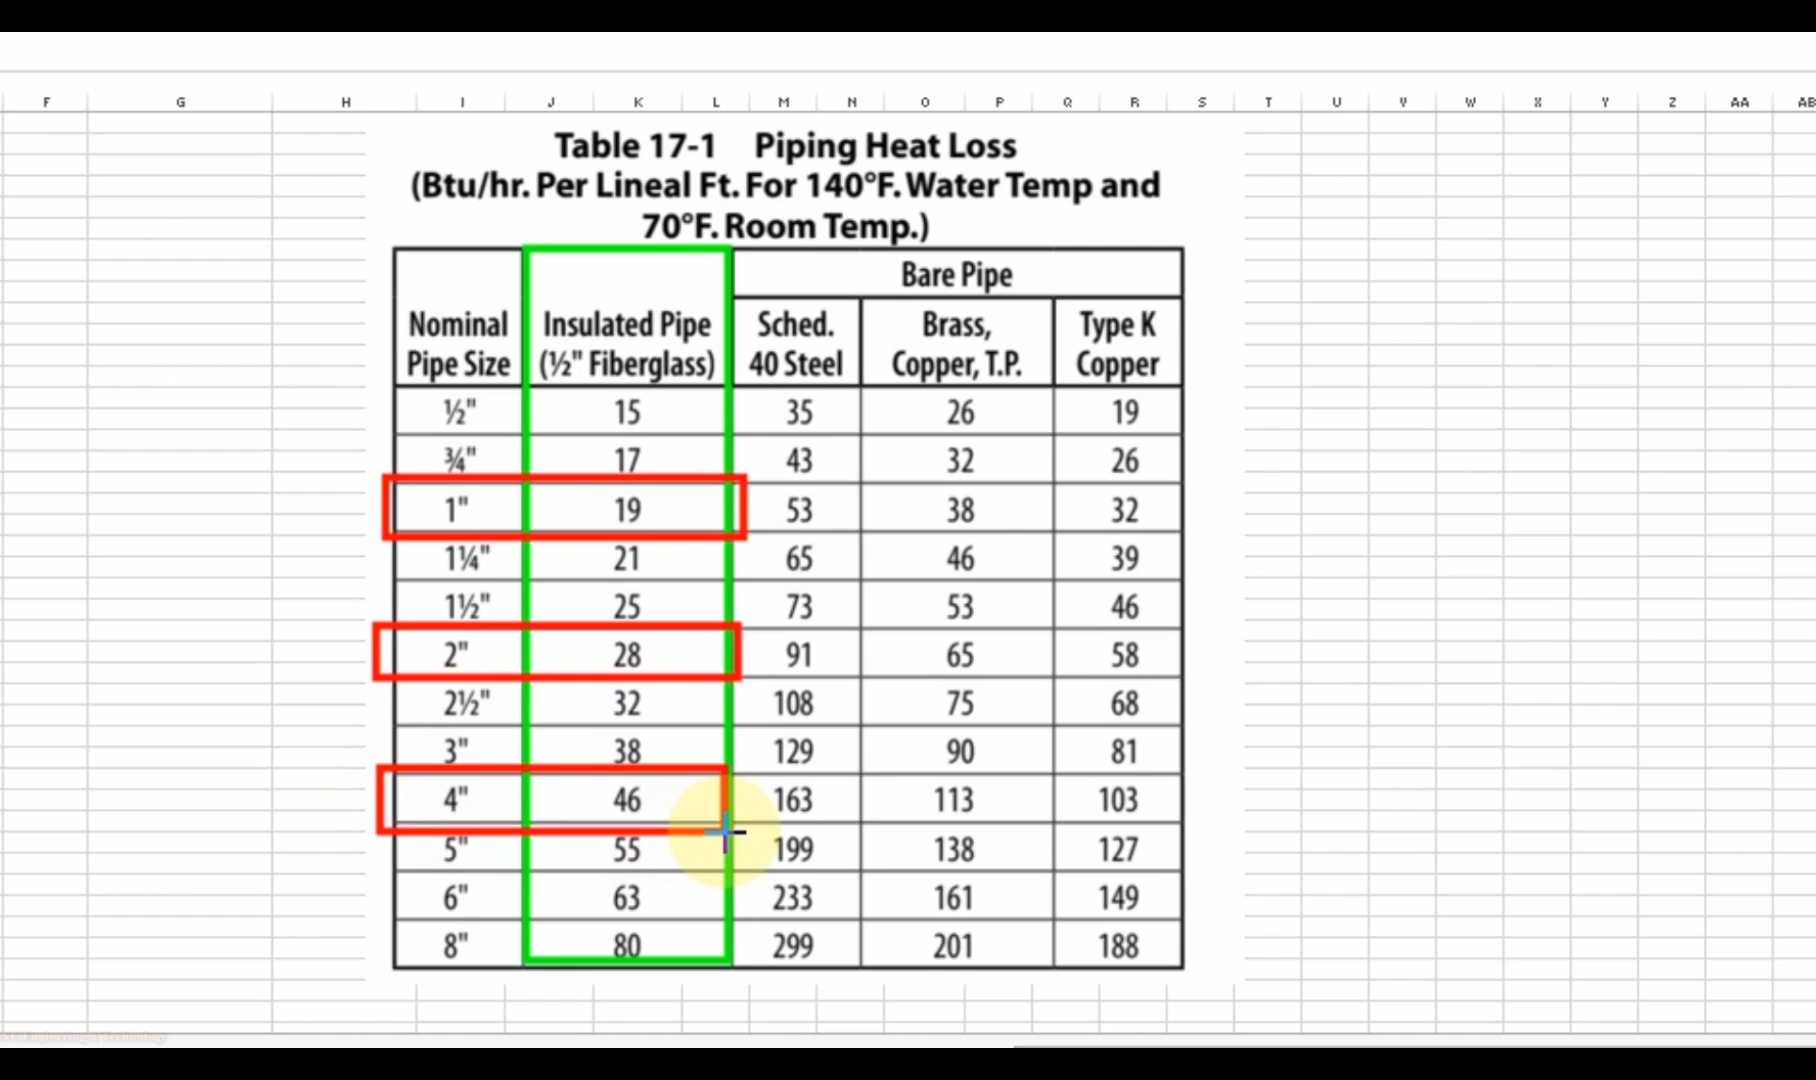 F G H I J K L M N O P Q R S T U V W X Y Z AA AB
Table 17-1 Piping Heat Loss
(Btu/hr. Per Lineal Ft. For 140°F. Water Temp and
70°F. Room Temp.)
Bare Pipe
Nominal Insulated Pipe Sched. Brass, Type K
Pipe Size (½" Fiberglass) 40 Steel Copper, T.P. Copper
½" 15 35 26 19
¾" 17 43 32 26
1" 19 53 38 32
1¼" 21 65 46 39
1½" 25 73 53 46
2" 28 91 65 58
2½" 32 108 75 68
3" 38 129 90 81
4" 46 163 113 103
5" 55 199 138 127
6" 63 233 161 149
8" 80 299 201 188